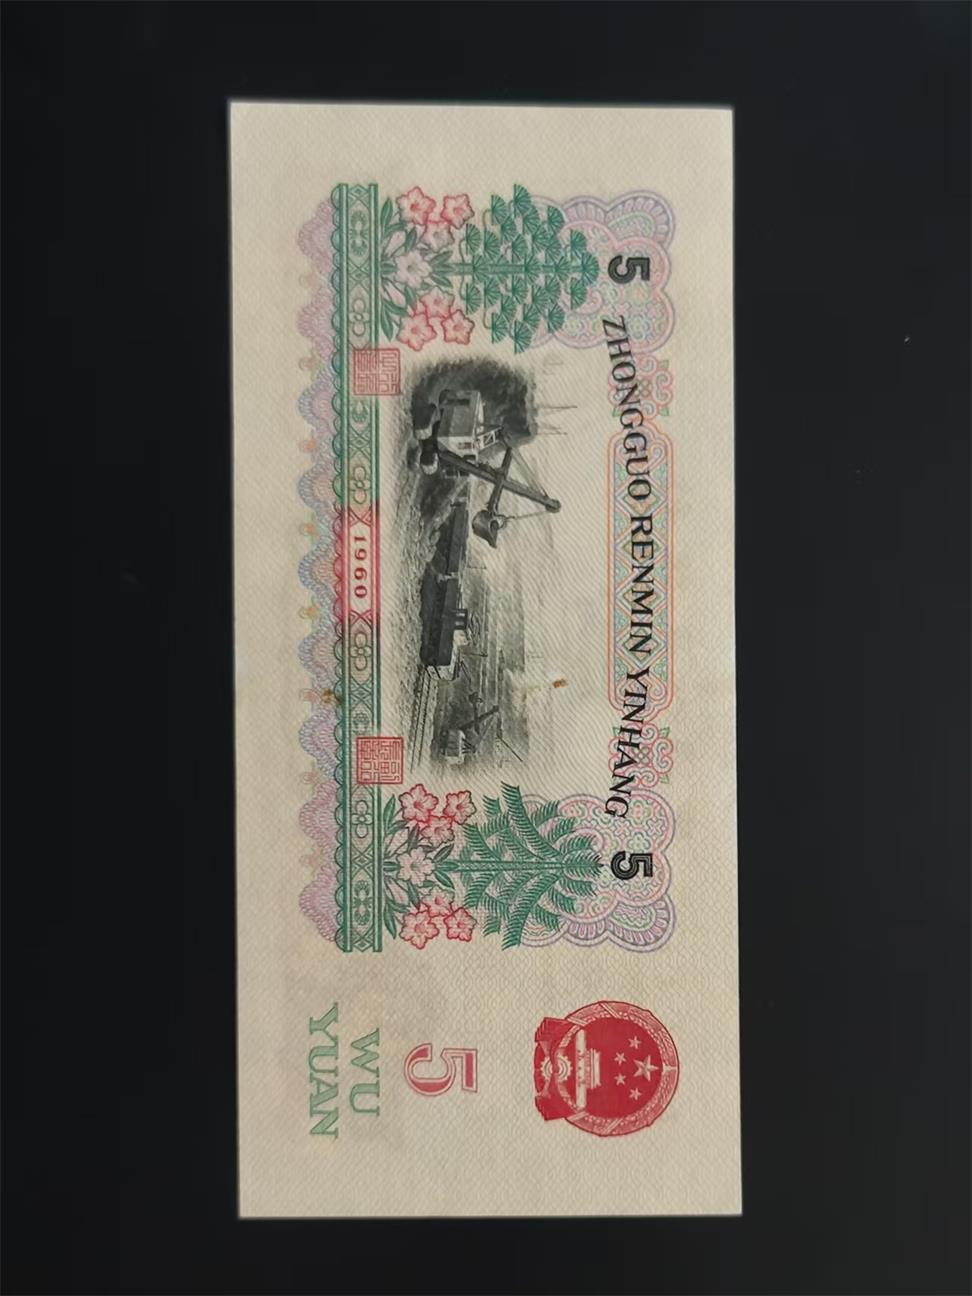 5 ZHONGGUO RENMIN YINHANG 5
1960
5
WU
YUAN